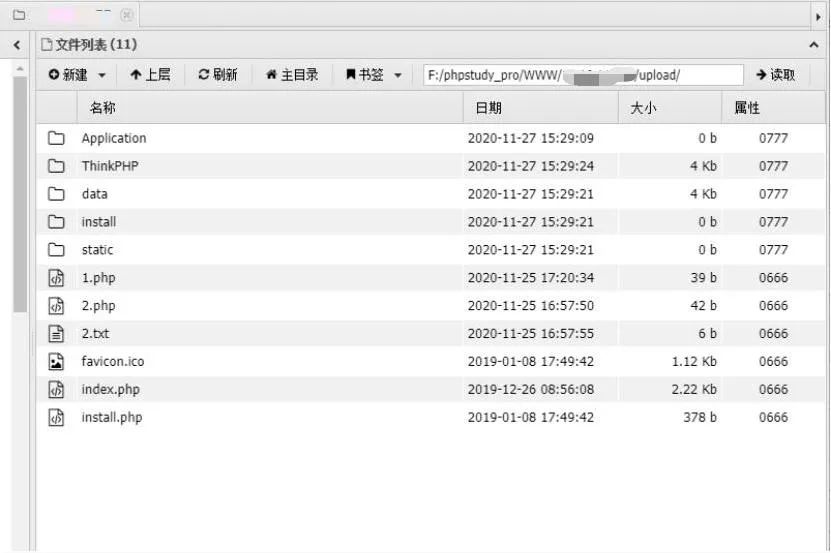 文件列表 (11)
新建 上层 刷新 主目录 书签 F:/phpstudy_pro/WWW/ /upload/ 读取
名称 日期 大小 属性
Application 2020-11-27 15:29:09 0 b 0777
ThinkPHP 2020-11-27 15:29:24 4 Kb 0777
data 2020-11-27 15:29:21 4 Kb 0777
install 2020-11-27 15:29:21 0 b 0777
static 2020-11-27 15:29:21 0 b 0777
1.php 2020-11-25 17:20:34 39 b 0666
2.php 2020-11-25 16:57:50 42 b 0666
2.txt 2020-11-25 16:57:55 6 b 0666
favicon.ico 2019-01-08 17:49:42 1.12 Kb 0666
index.php 2019-12-26 08:56:08 2.22 Kb 0666
install.php 2019-01-08 17:49:42 378 b 0666